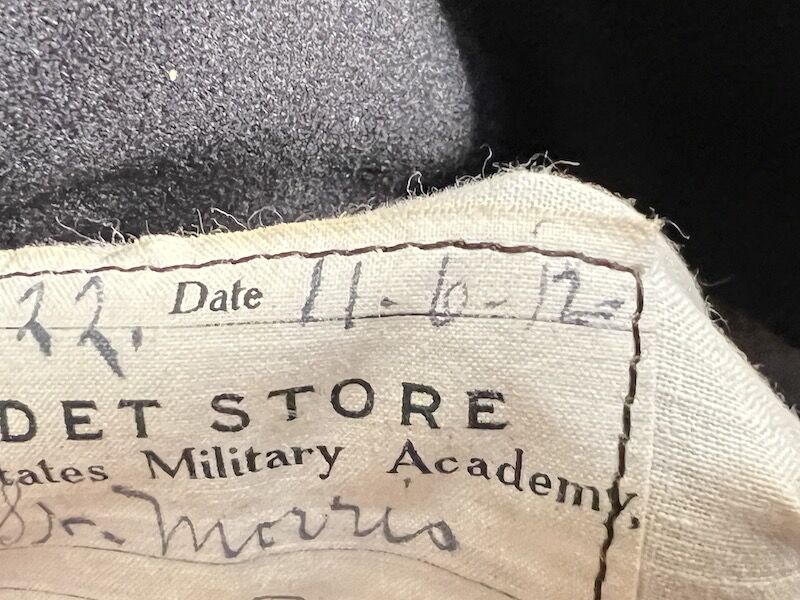 22. Date 11-6-12-
DET STORE
tates Military Academy,
Morris